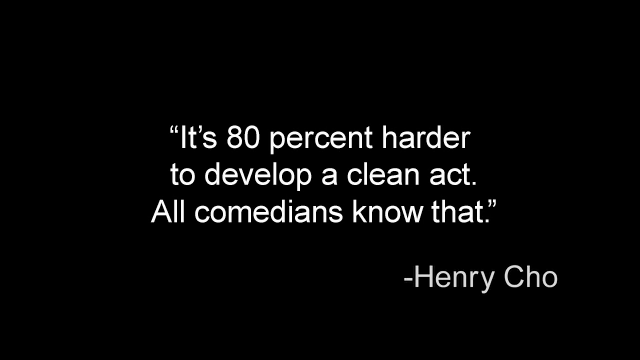 “It’s 80 percent harder
to develop a clean act.
All comedians know that.”
-Henry Cho